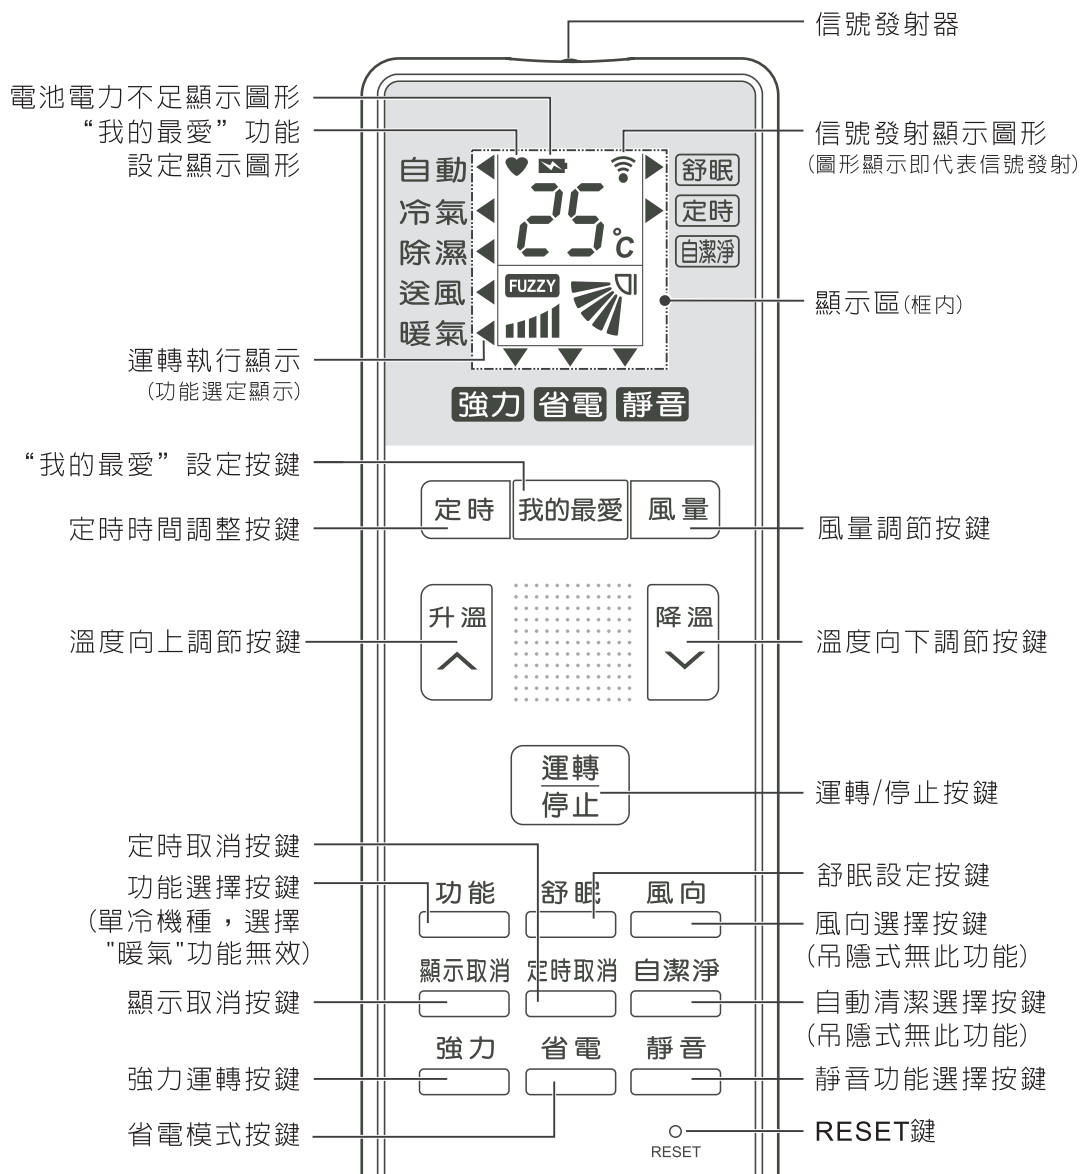 信號發射器
電池電力不足顯示圖形
“我的最愛”功能
設定顯示圖形
信號發射顯示圖形
(圖形顯示即代表信號發射)
自動
冷氣
除濕
送風
暖氣
25℃
FUZZY
舒眠
定時
自潔淨
顯示區(框內)
運轉執行顯示
(功能選定顯示)
強力 省電 靜音
“我的最愛”設定按鍵
定時 我的最愛 風量
定時時間調整按鍵
風量調節按鍵
升溫
降溫
溫度向上調節按鍵
溫度向下調節按鍵
運轉
停止
運轉/停止按鍵
定時取消按鍵
功能選擇按鍵
(單冷機種，選擇
"暖氣"功能無效)
舒眠設定按鍵
功能 舒眠 風向
風向選擇按鍵
(吊隱式無此功能)
顯示取消 定時取消 自潔淨
顯示取消按鍵
自動清潔選擇按鍵
(吊隱式無此功能)
強力 省電 靜音
強力運轉按鍵
靜音功能選擇按鍵
省電模式按鍵
RESET
RESET鍵